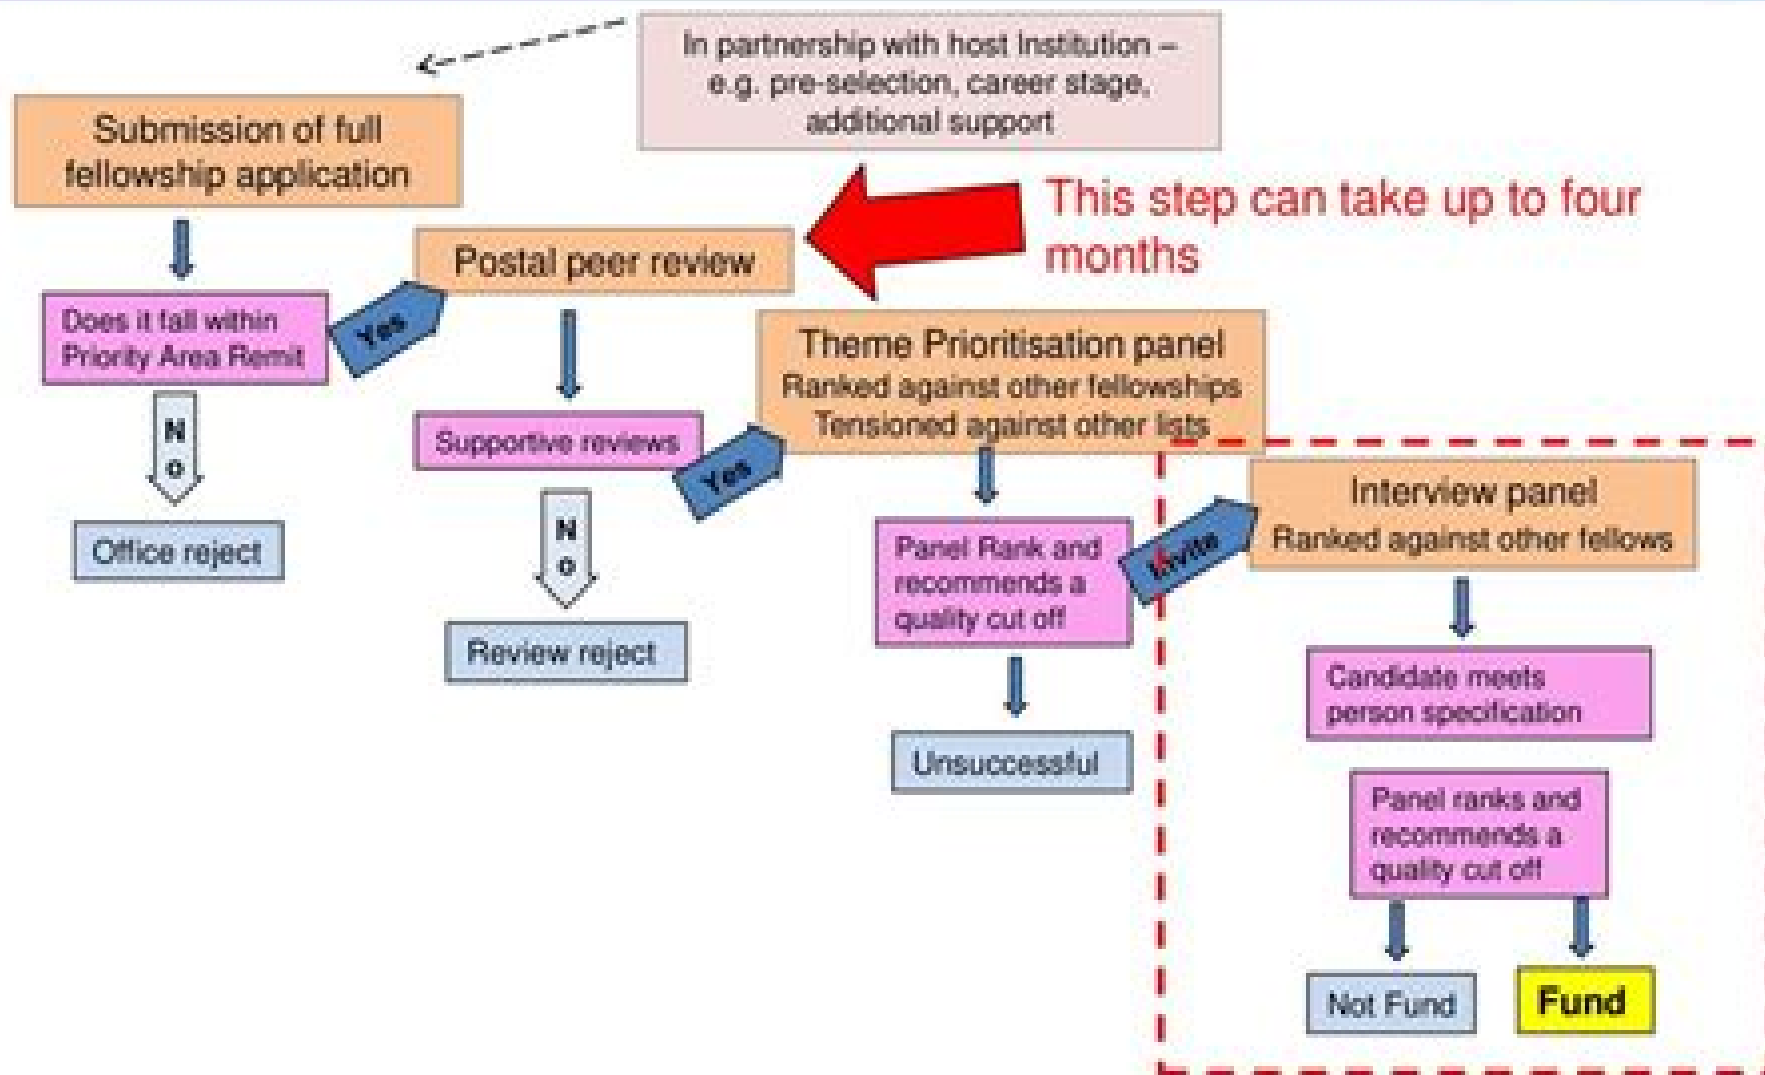 In partnership with host Institution –
e.g. pre-selection, career stage,
additional support
Submission of full
fellowship application
This step can take up to four
months
Postal peer review
Does it fall within
Priority Area Remit
Yes
Theme Prioritisation panel
Ranked against other fellowships
Tensioned against other lists
N
o
Supportive reviews
Yes
Interview panel
Ranked against other fellows
Office reject
N
o
Panel Rank and
recommends a
quality cut off
Invite
Review reject
Candidate meets
person specification
Unsuccessful
Panel ranks and
recommends a
quality cut off
Not Fund
Fund